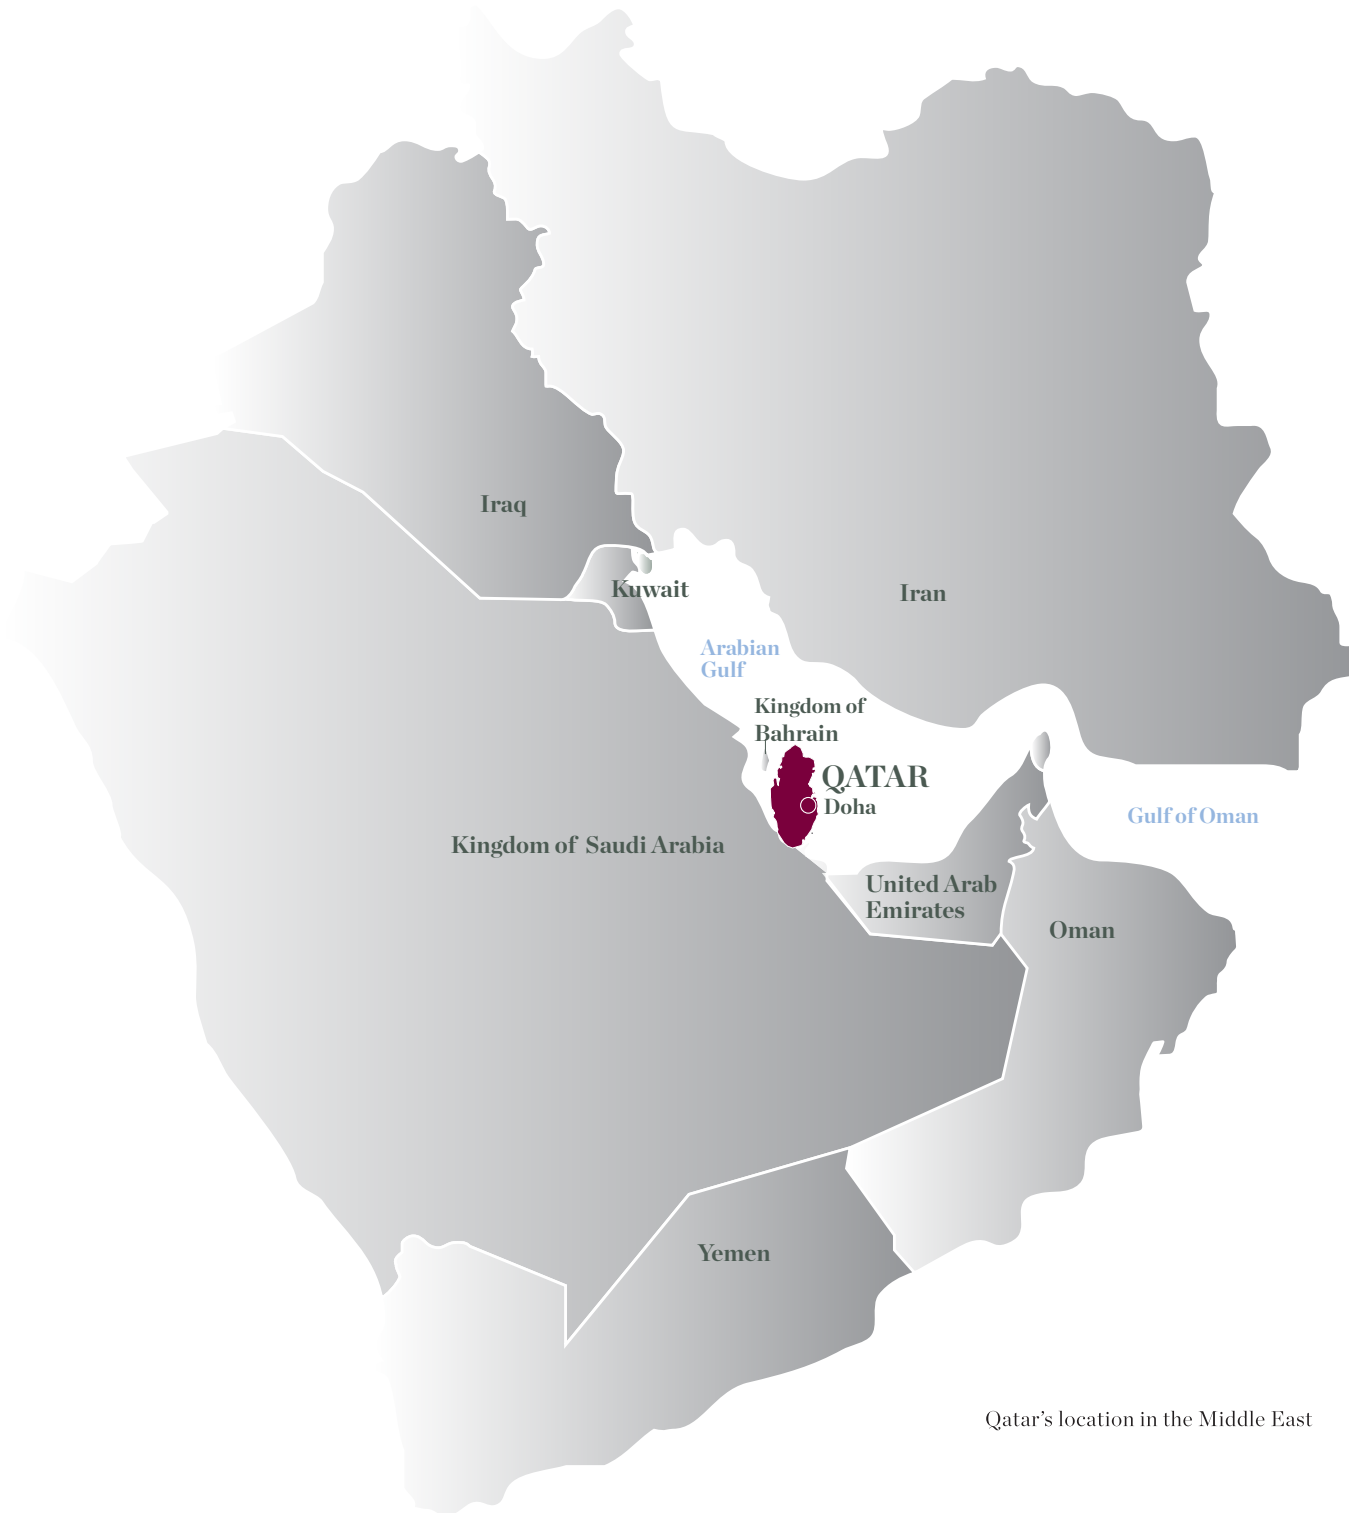 Iraq
Kuwait
Iran
Arabian
Gulf
Kingdom of
Bahrain
QATAR
Doha
Gulf of Oman
Kingdom of Saudi Arabia
United Arab
Emirates
Oman
Yemen
Qatar’s location in the Middle East